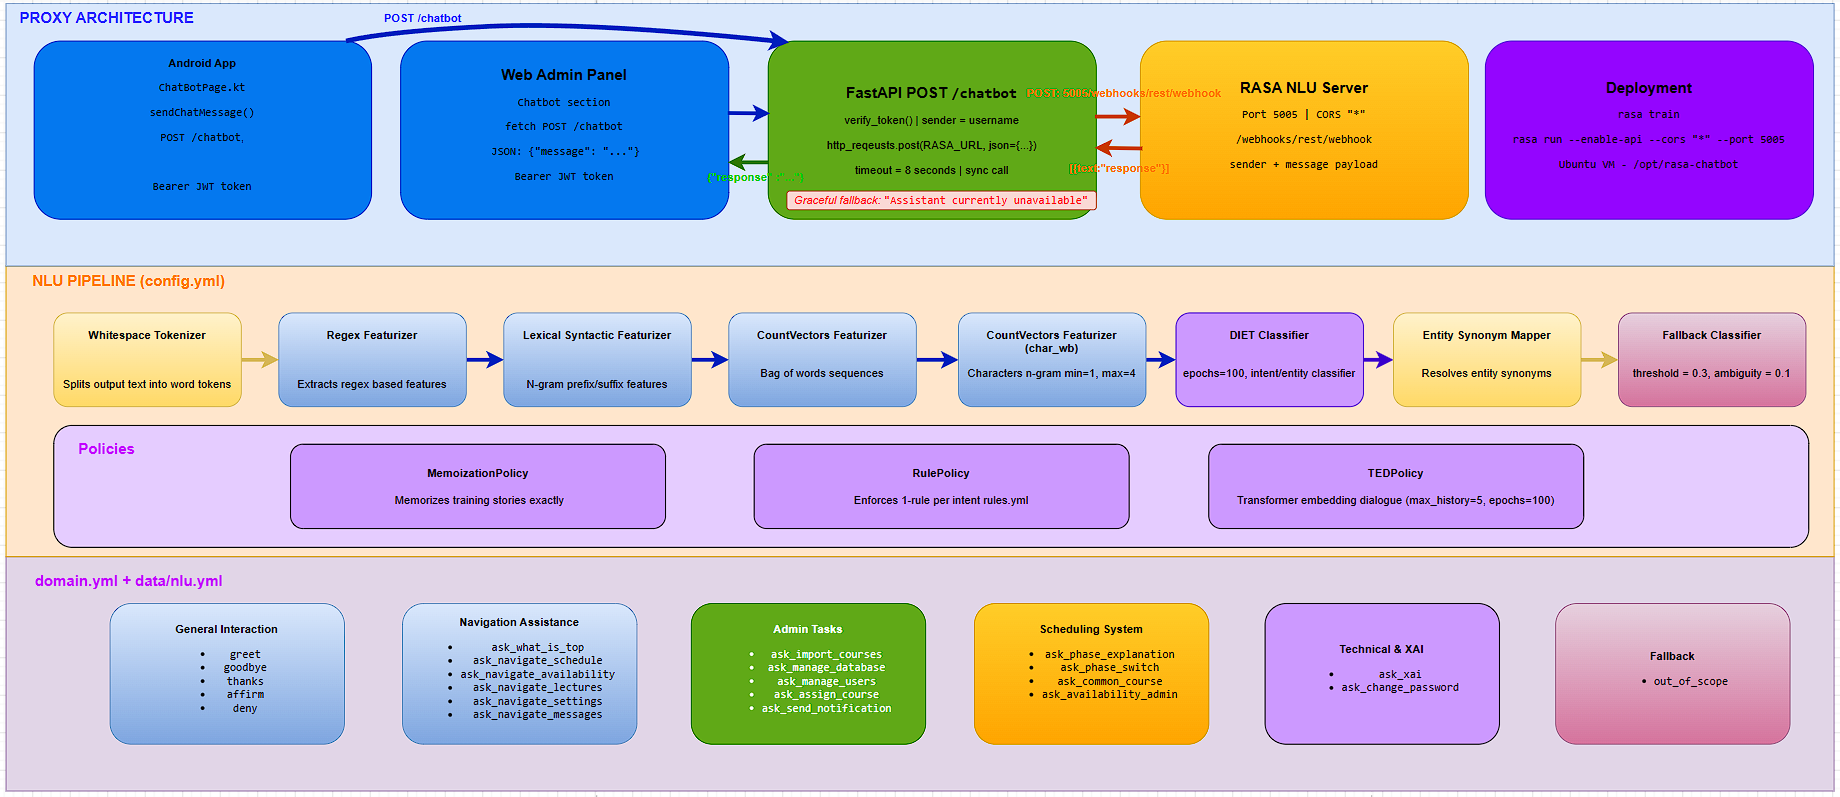 PROXY ARCHITECTURE
POST /chatbot
Android App
ChatBotPage.kt
sendChatMessage()
POST /chatbot,
Bearer JWT token
Web Admin Panel
Chatbot section
fetch POST /chatbot
JSON: {"message": "..."}
Bearer JWT token
{"response" :"..."}
FastAPI POST /chatbot
verify_token() | sender = username
http_reqeusts.post(RASA_URL, json={...})
timeout = 8 seconds | sync call
Graceful fallback: "Assistant currently unavailable"
POST: 5005/webhooks/rest/webhook
[{text:"response"}]
RASA NLU Server
Port 5005 | CORS "*"
/webhooks/rest/webhook
sender + message payload
Deployment
rasa train
rasa run --enable-api --cors "*" --port 5005
Ubuntu VM - /opt/rasa-chatbot
NLU PIPELINE (config.yml)
Whitespace Tokenizer
Splits output text into word tokens
Regex Featurizer
Extracts regex based features
Lexical Syntactic Featurizer
N-gram prefix/suffix features
CountVectors Featurizer
Bag of words sequences
CountVectors Featurizer
(char_wb)
Characters n-gram min=1, max=4
DIET Classifier
epochs=100, intent/entity classifier
Entity Synonym Mapper
Resolves entity synonyms
Fallback Classifier
threshold = 0.3, ambiguity = 0.1
Policies
MemoizationPolicy
Memorizes training stories exactly
RulePolicy
Enforces 1-rule per intent rules.yml
TEDPolicy
Transformer embedding dialogue (max_history=5, epochs=100)
domain.yml + data/nlu.yml
General Interaction
• greet
• goodbye
• thanks
• affirm
• deny
Navigation Assistance
• ask_what_is_top
• ask_navigate_schedule
• ask_navigate_availability
• ask_navigate_lectures
• ask_navigate_settings
• ask_navigate_messages
Admin Tasks
• ask_import_courses
• ask_manage_database
• ask_manage_users
• ask_assign_course
• ask_send_notification
Scheduling System
• ask_phase_explanation
• ask_phase_switch
• ask_common_course
• ask_availability_admin
Technical & XAI
• ask_xai
• ask_change_password
Fallback
• out_of_scope